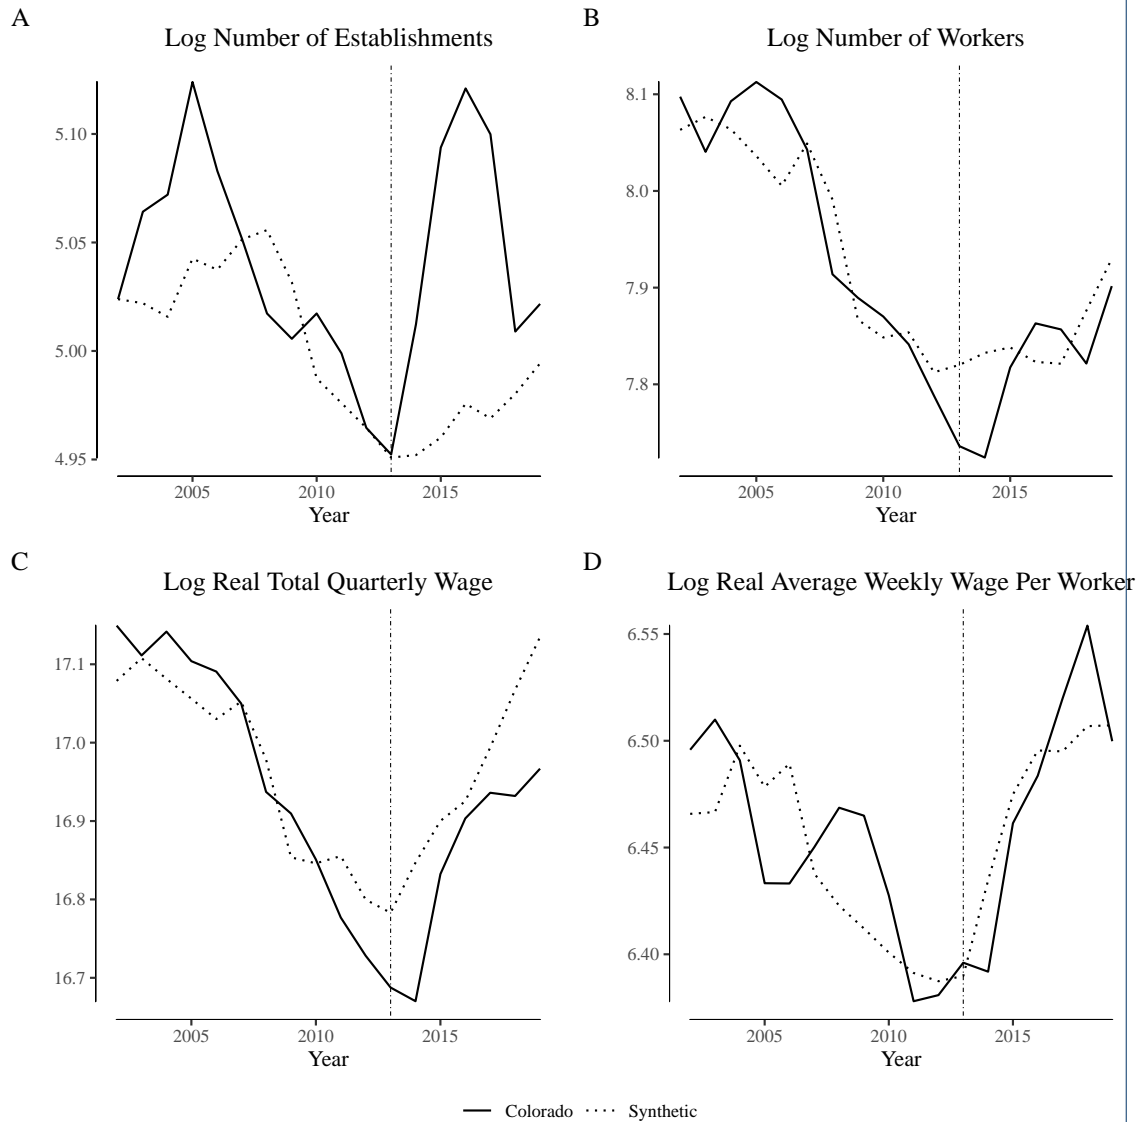 A
Log Number of Establishments
5.10
5.05
5.00
4.95
2005 2010 2015
Year
B
Log Number of Workers
8.1
8.0
7.9
7.8
2005 2010 2015
Year
C
Log Real Total Quarterly Wage
17.1
17.0
16.9
16.8
16.7
2005 2010 2015
Year
D
Log Real Average Weekly Wage Per Worker
6.55
6.50
6.45
6.40
2005 2010 2015
Year
Colorado Synthetic